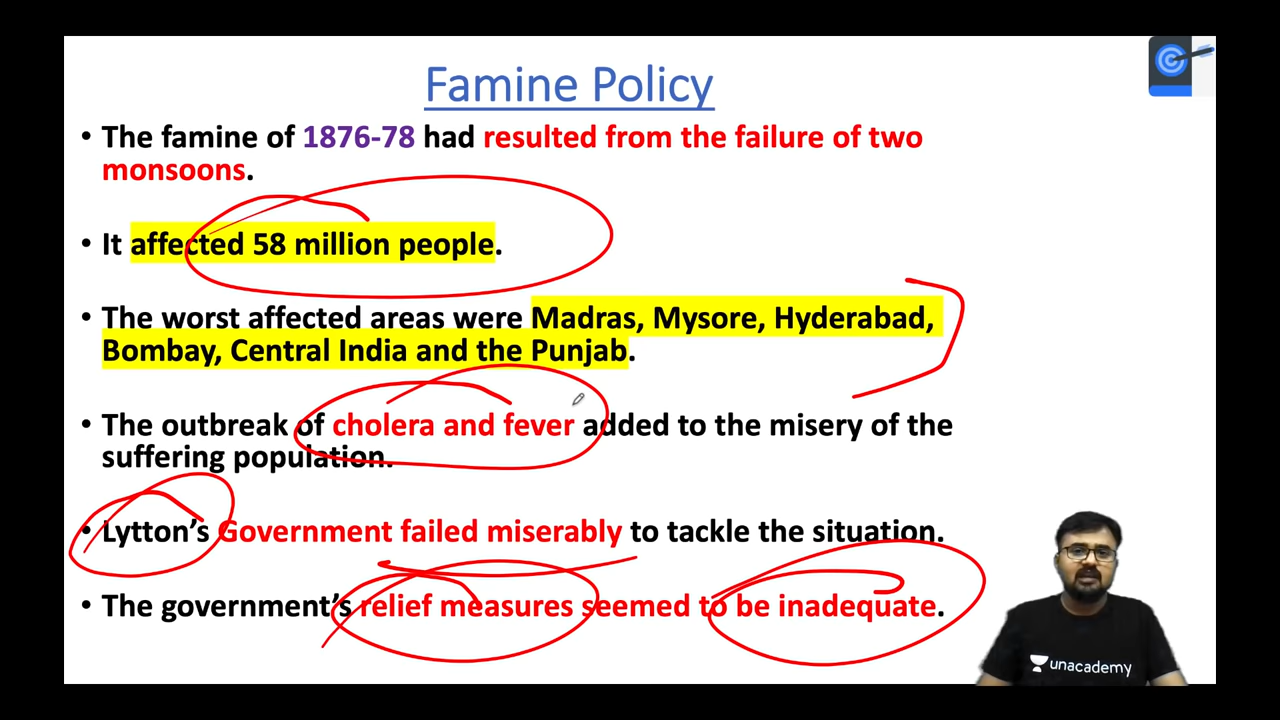 Famine Policy
• The famine of 1876-78 had resulted from the failure of two
monsoons.
• It affected 58 million people.
• The worst affected areas were Madras, Mysore, Hyderabad,
Bombay, Central India and the Punjab.
• The outbreak of cholera and fever added to the misery of the
suffering population.
• Lytton’s Government failed miserably to tackle the situation.
• The government’s relief measures seemed to be inadequate.
unacademy